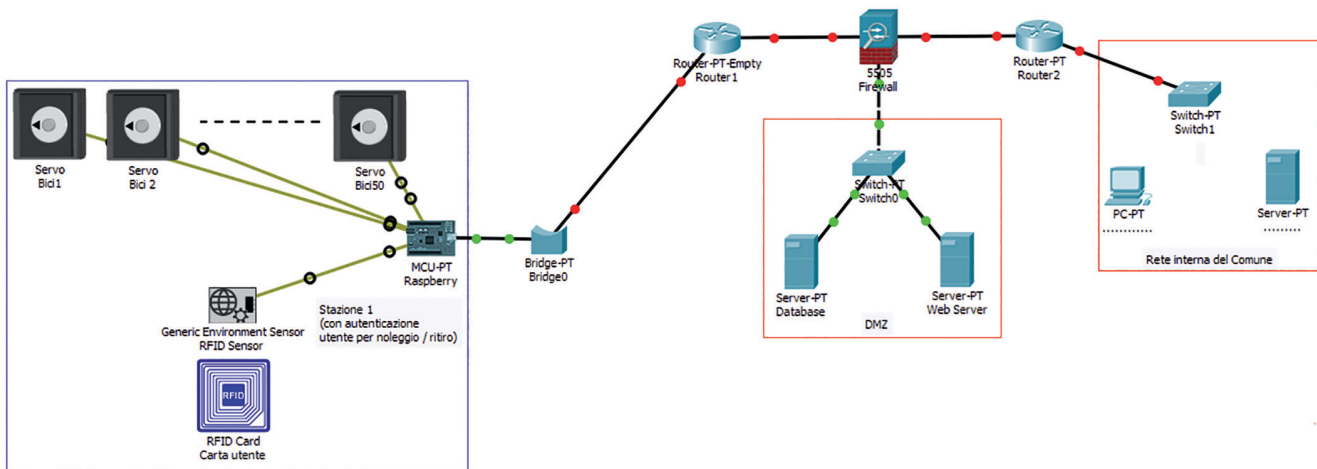 Servo
Bici1
Servo
Bici 2
Servo
Bici50
MCU-PT
Raspberry
Generic Environment Sensor
RFID Sensor
Stazione 1
(con autenticazione
utente per noleggio / ritiro)
RFID
RFID Card
Carta utente
Bridge-PT
Bridge0
Router-PT-Empty
Router1
5505
Firewall
Router-PT
Router2
Switch-PT
Switch0
Server-PT
Database
Server-PT
Web Server
DMZ
Switch-PT
Switch1
PC-PT
............
Server-PT
............
Rete interna del Comune